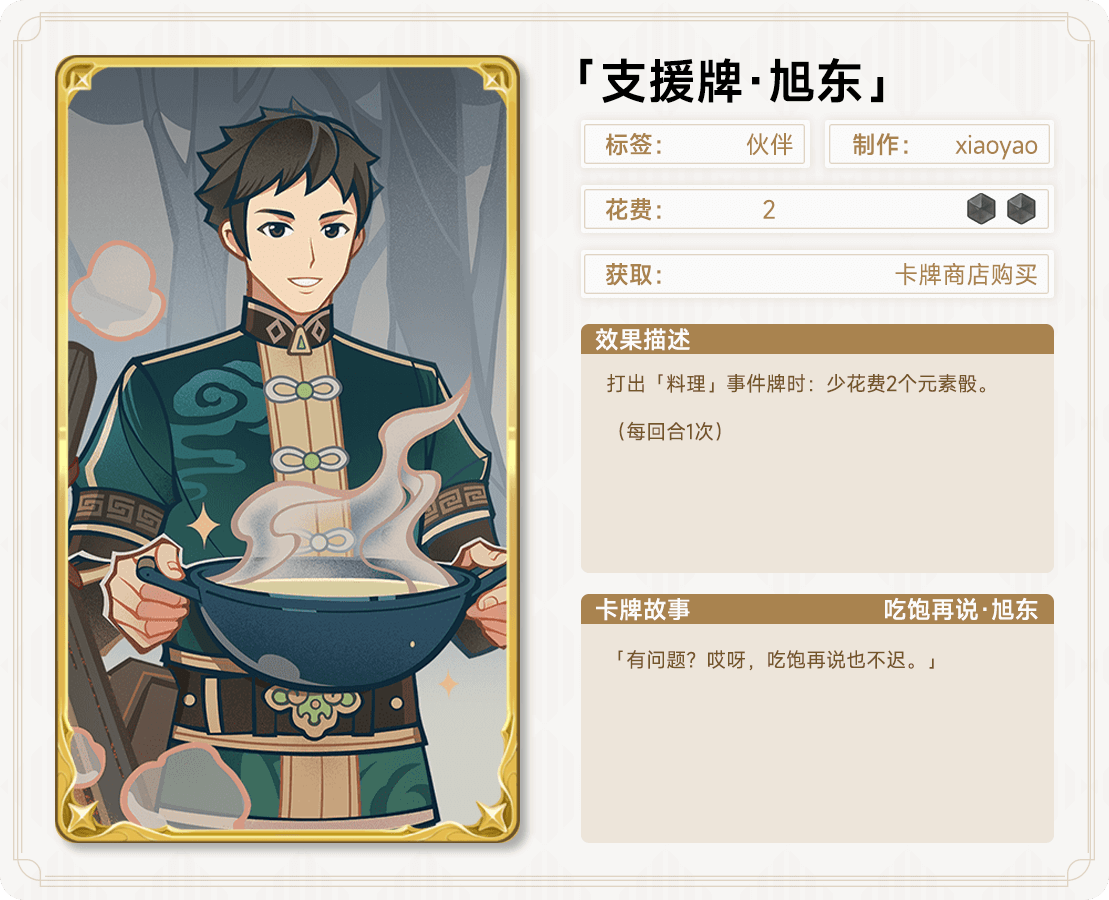 「支援牌·旭东」
标签： 伙伴 制作： xiaoyao
花费： 2
获取： 卡牌商店购买
效果描述
打出「料理」事件牌时：少花费2个元素骰。
（每回合1次）
卡牌故事 吃饱再说·旭东
「有问题？哎呀，吃饱再说也不迟。」